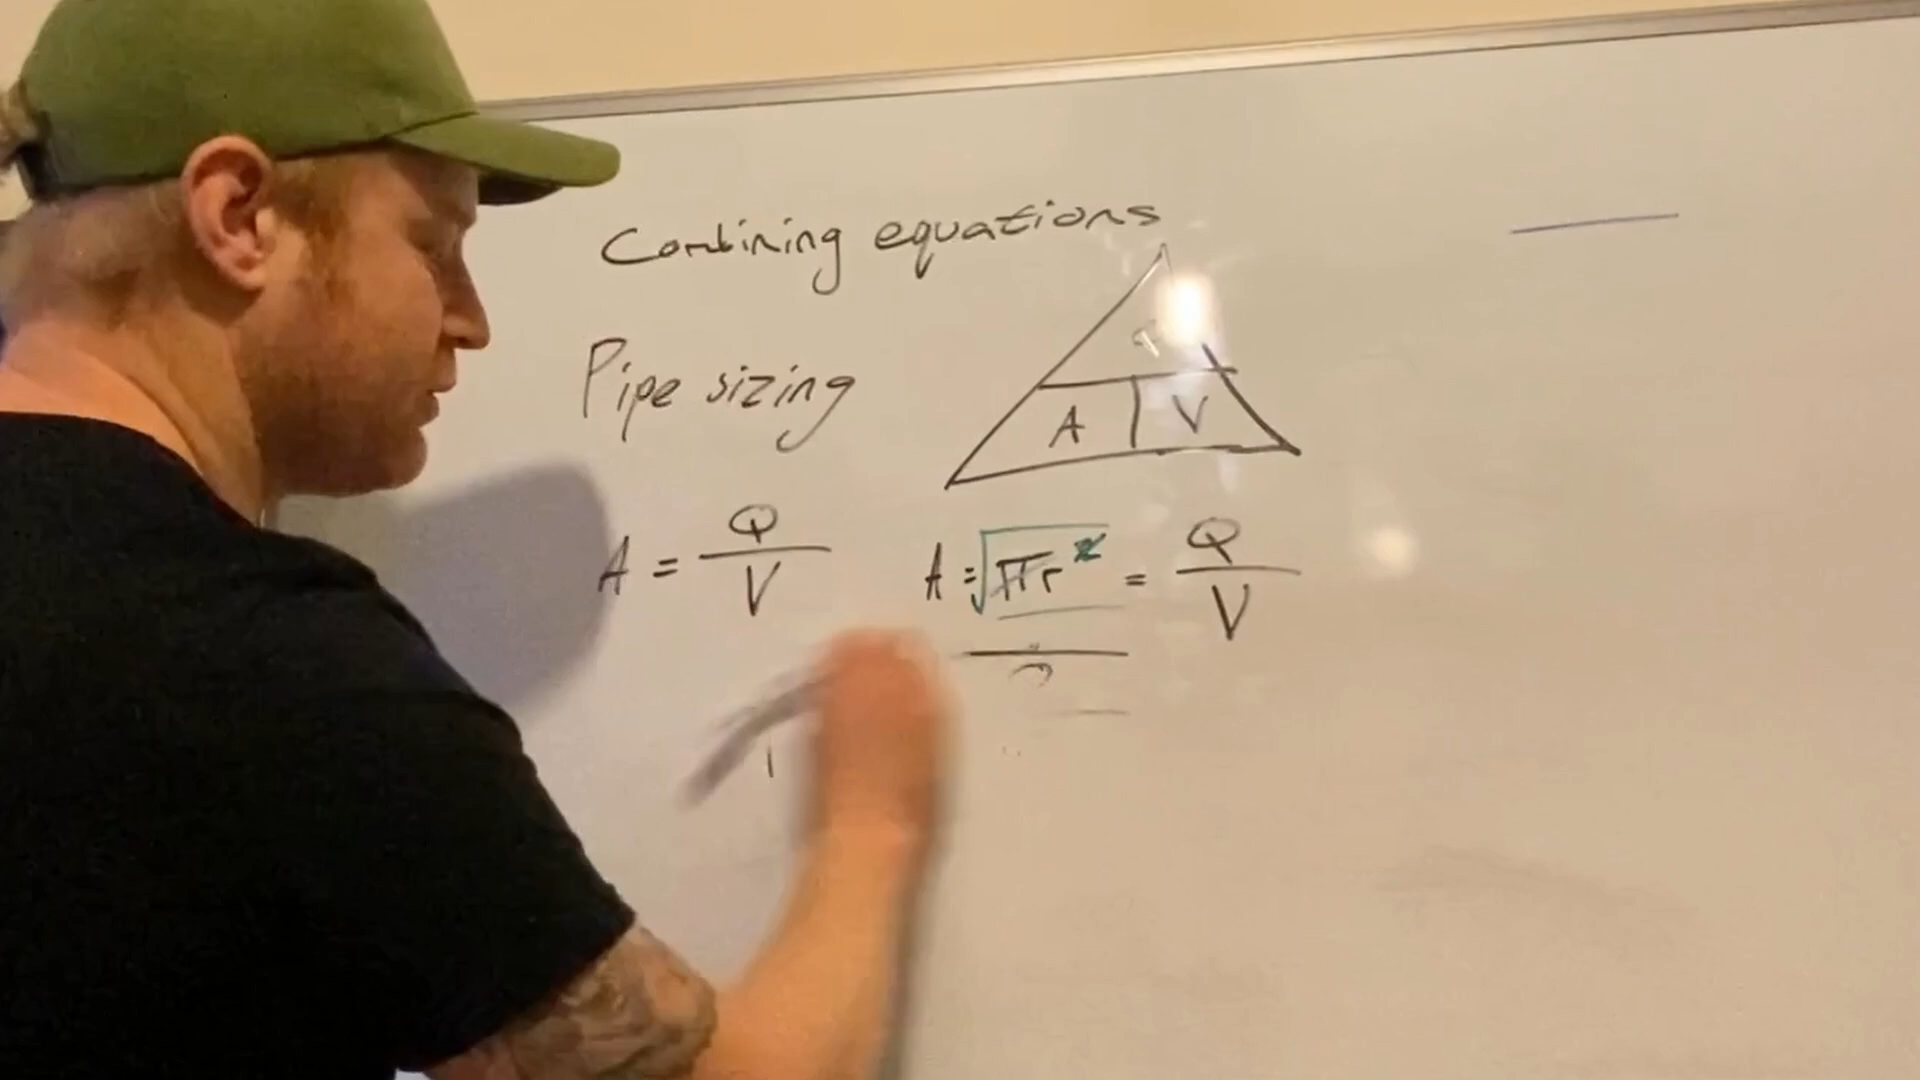 Combining equations
Pipe sizing
A V
A = Q/V
A = √πr² = Q/V